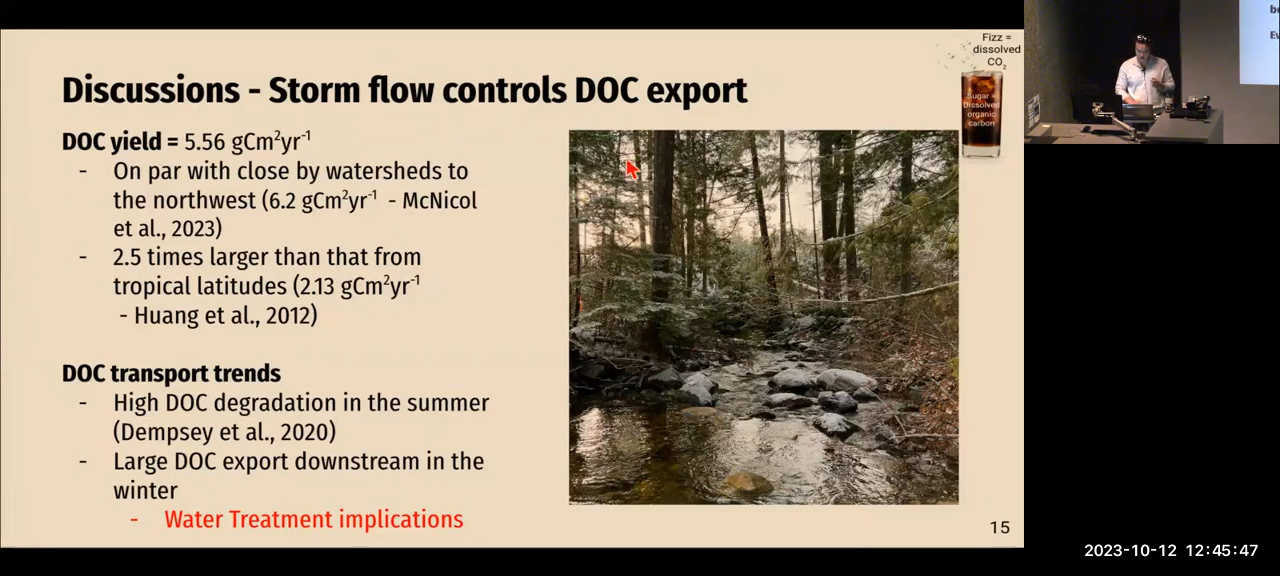 Discussions - Storm flow controls DOC export
Fizz =
dissolved
CO₂
Sugar =
Dissolved
organic
carbon
DOC yield = 5.56 gCm²yr⁻¹
- On par with close by watersheds to
the northwest (6.2 gCm²yr⁻¹ - McNicol
et al., 2023)
- 2.5 times larger than that from
tropical latitudes (2.13 gCm²yr⁻¹
- Huang et al., 2012)
DOC transport trends
- High DOC degradation in the summer
(Dempsey et al., 2020)
- Large DOC export downstream in the
winter
- Water Treatment implications
15
2023-10-12 12:45:47